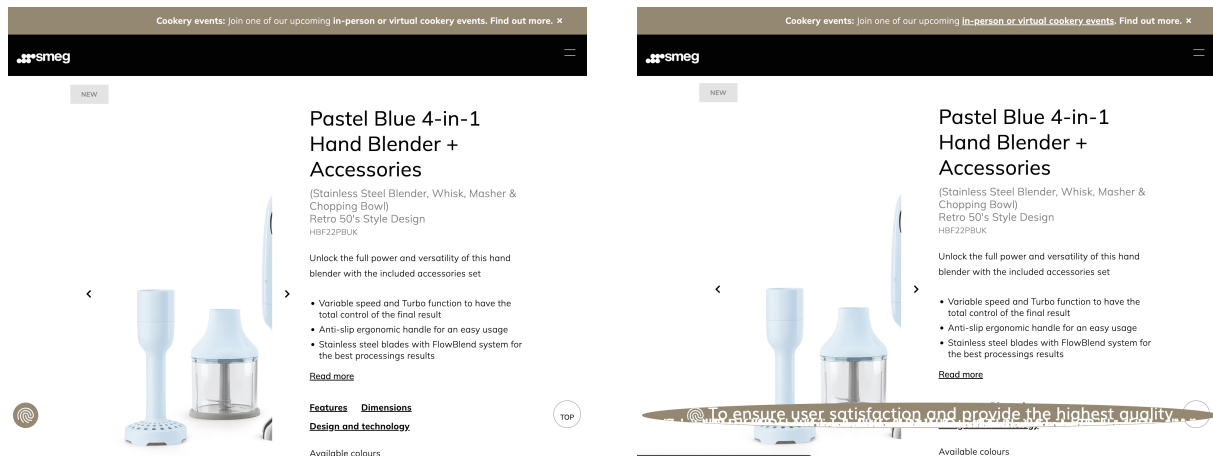 Cookery events: Join one of our upcoming in-person or virtual cookery events. Find out more. ×
smeg
NEW
Pastel Blue 4-in-1
Hand Blender +
Accessories
(Stainless Steel Blender, Whisk, Masher &
Chopping Bowl)
Retro 50's Style Design
HBF22PBUK
Unlock the full power and versatility of this hand
blender with the included accessories set
• Variable speed and Turbo function to have the
total control of the final result
• Anti-slip ergonomic handle for an easy usage
• Stainless steel blades with FlowBlend system for
the best processings results
Read more
Features Dimensions
Design and technology
TOP
Available colours
Cookery events: Join one of our upcoming in-person or virtual cookery events. Find out more. ×
smeg
NEW
Pastel Blue 4-in-1
Hand Blender +
Accessories
(Stainless Steel Blender, Whisk, Masher &
Chopping Bowl)
Retro 50's Style Design
HBF22PBUK
Unlock the full power and versatility of this hand
blender with the included accessories set
• Variable speed and Turbo function to have the
total control of the final result
• Anti-slip ergonomic handle for an easy usage
• Stainless steel blades with FlowBlend system for
the best processings results
Read more
To ensure user satisfaction and provide the highest quality
Available colours